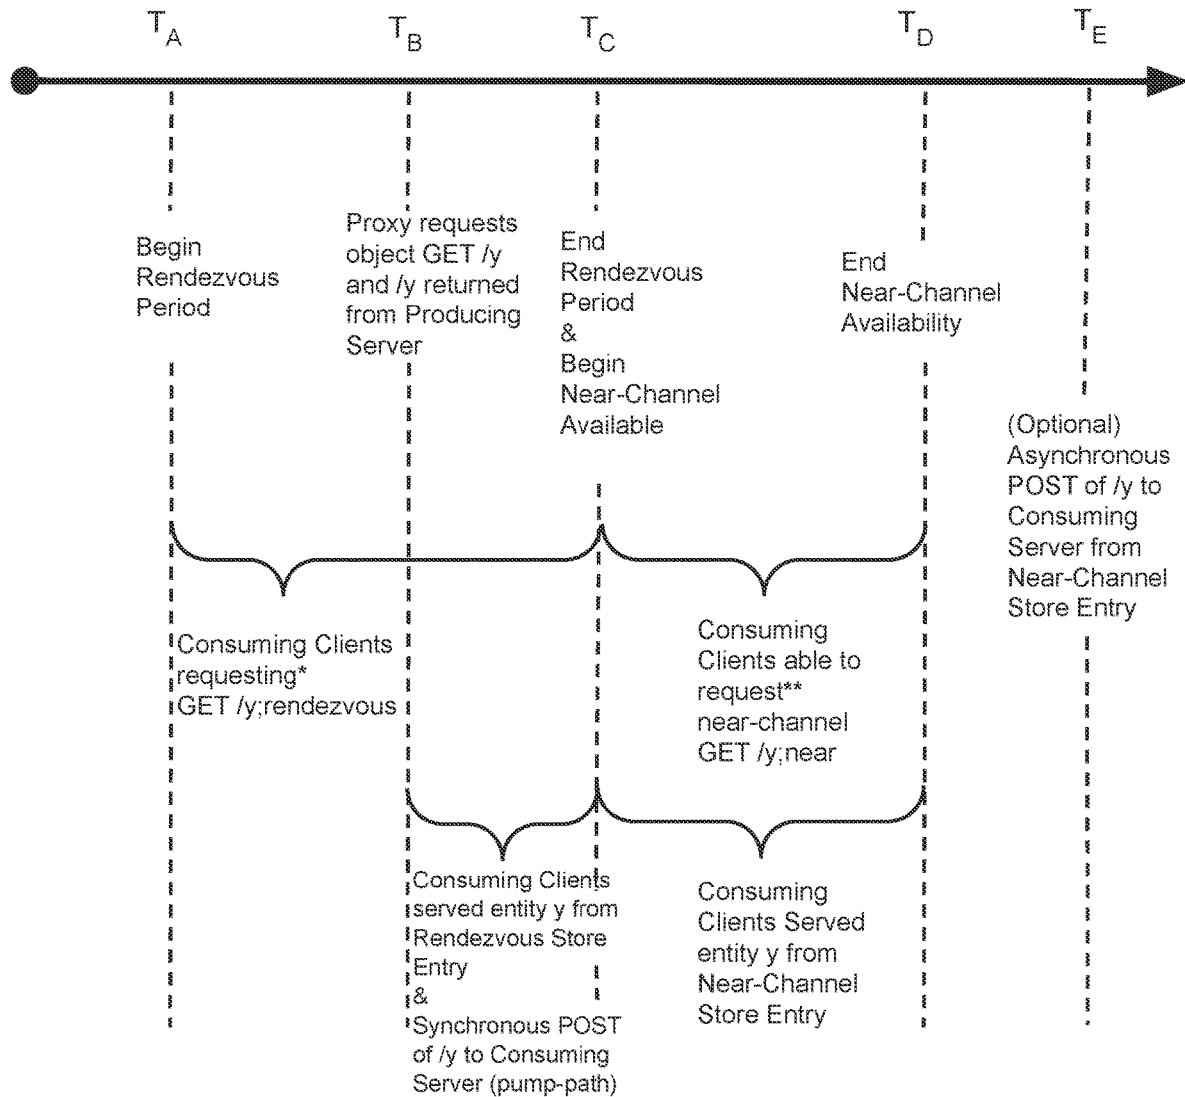 T_A
T_B
T_C
T_D
T_E
Begin
Rendezvous
Period
Proxy requests
object GET /y
and /y returned
from Producing
Server
End
Rendezvous
Period
&
Begin
Near-Channel
Available
End
Near-Channel
Availability
(Optional)
Asynchronous
POST of /y to
Consuming
Server from
Near-Channel
Store Entry
Consuming Clients
requesting*
GET /y;rendezvous
Consuming
Clients able to
request**
near-channel
GET /y;near
Consuming Clients
served entity y from
Rendezvous Store
Entry
&
Synchronous POST
of /y to Consuming
Server (pump-path)
Consuming
Clients Served
entity y from
Near-Channel
Store Entry